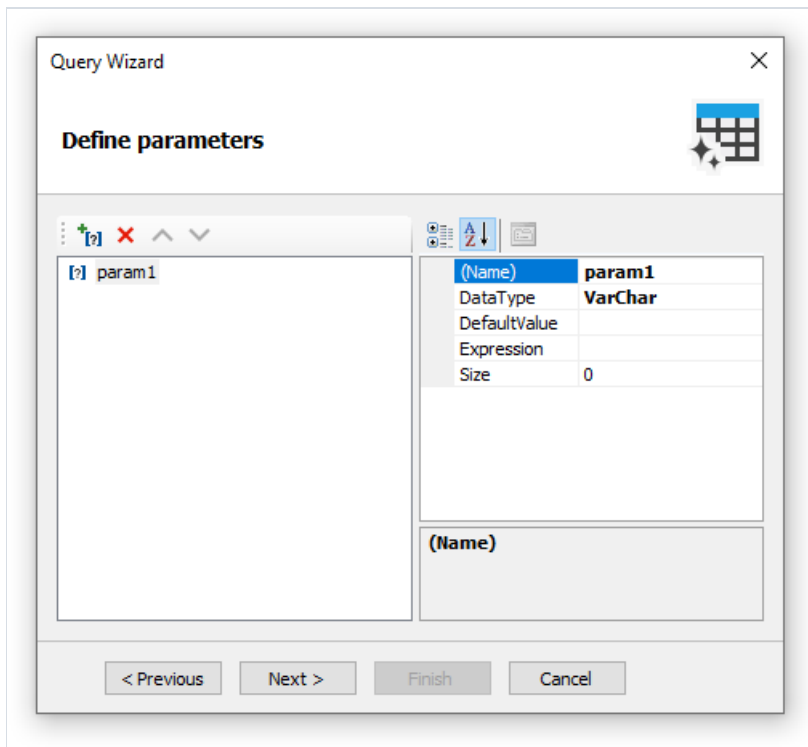 Query Wizard
Define parameters
[?] param1
(Name) param1
DataType VarChar
DefaultValue
Expression
Size 0
(Name)
< Previous Next > Finish Cancel